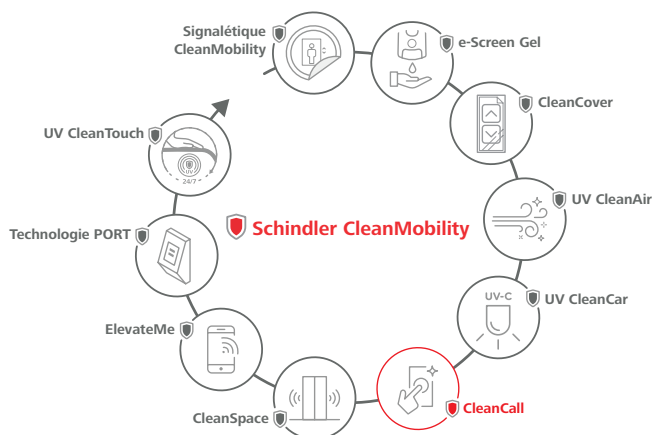 Signalétique
CleanMobility
e-Screen Gel
CleanCover
UV CleanTouch
UV
24/7
UV CleanAir
Schindler CleanMobility
Technologie PORT
UV-C
UV CleanCar
ElevateMe
CleanCall
CleanSpace